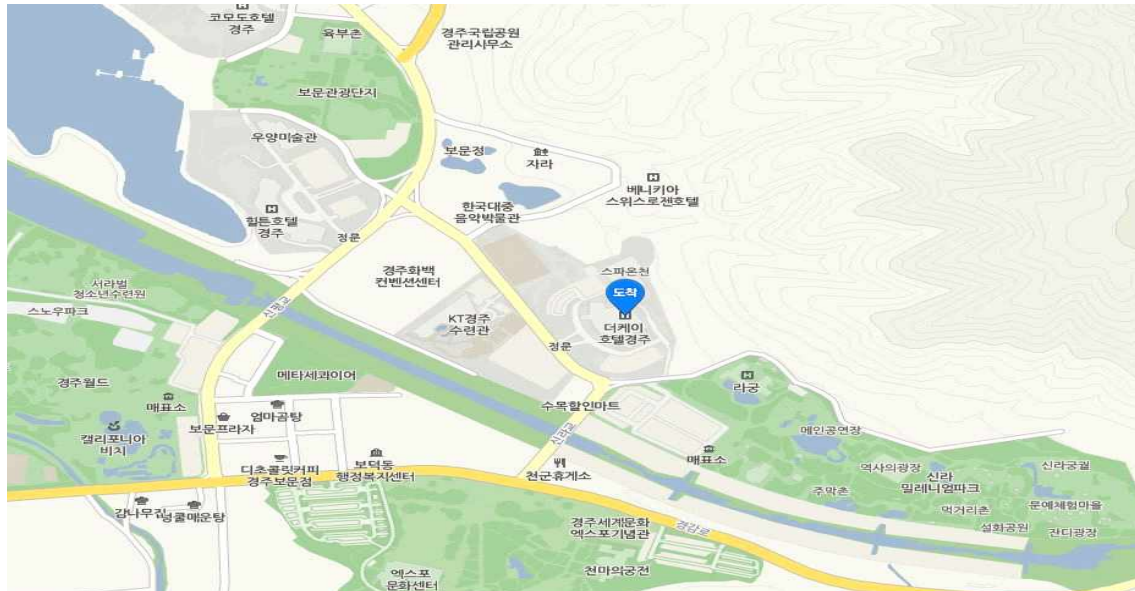 코모도호텔
경주
육부촌
경주국립공원
관리사무소
보문관광단지
우양미술관
보문정
자라
베니키아
스위스로젠호텔
힐튼호텔
경주
한국대중
음악박물관
정문
경주화백
컨벤션센터
스파온천
서라벌
청소년수련원
스노우파크
도착
신평교
KT경주
수련관
더케이
호텔경주
정문
경주월드
메타세콰이어
라궁
매표소
엄마곰탕
수목할인마트
보문프라자
캘리포니아
비치
신라교
메인공연장
매표소
디초콜릿커피
경주보문점
보덕동
행정복지센터
천군휴게소
역사의광장
신라
밀레니엄파크
신라궁궐
주막촌
감나무집
넝쿨매운탕
먹거리촌
문예체험마을
경주세계문화
엑스포기념관
경감로
설화공원
잔디광장
엑스포
문화센터
천마의궁전